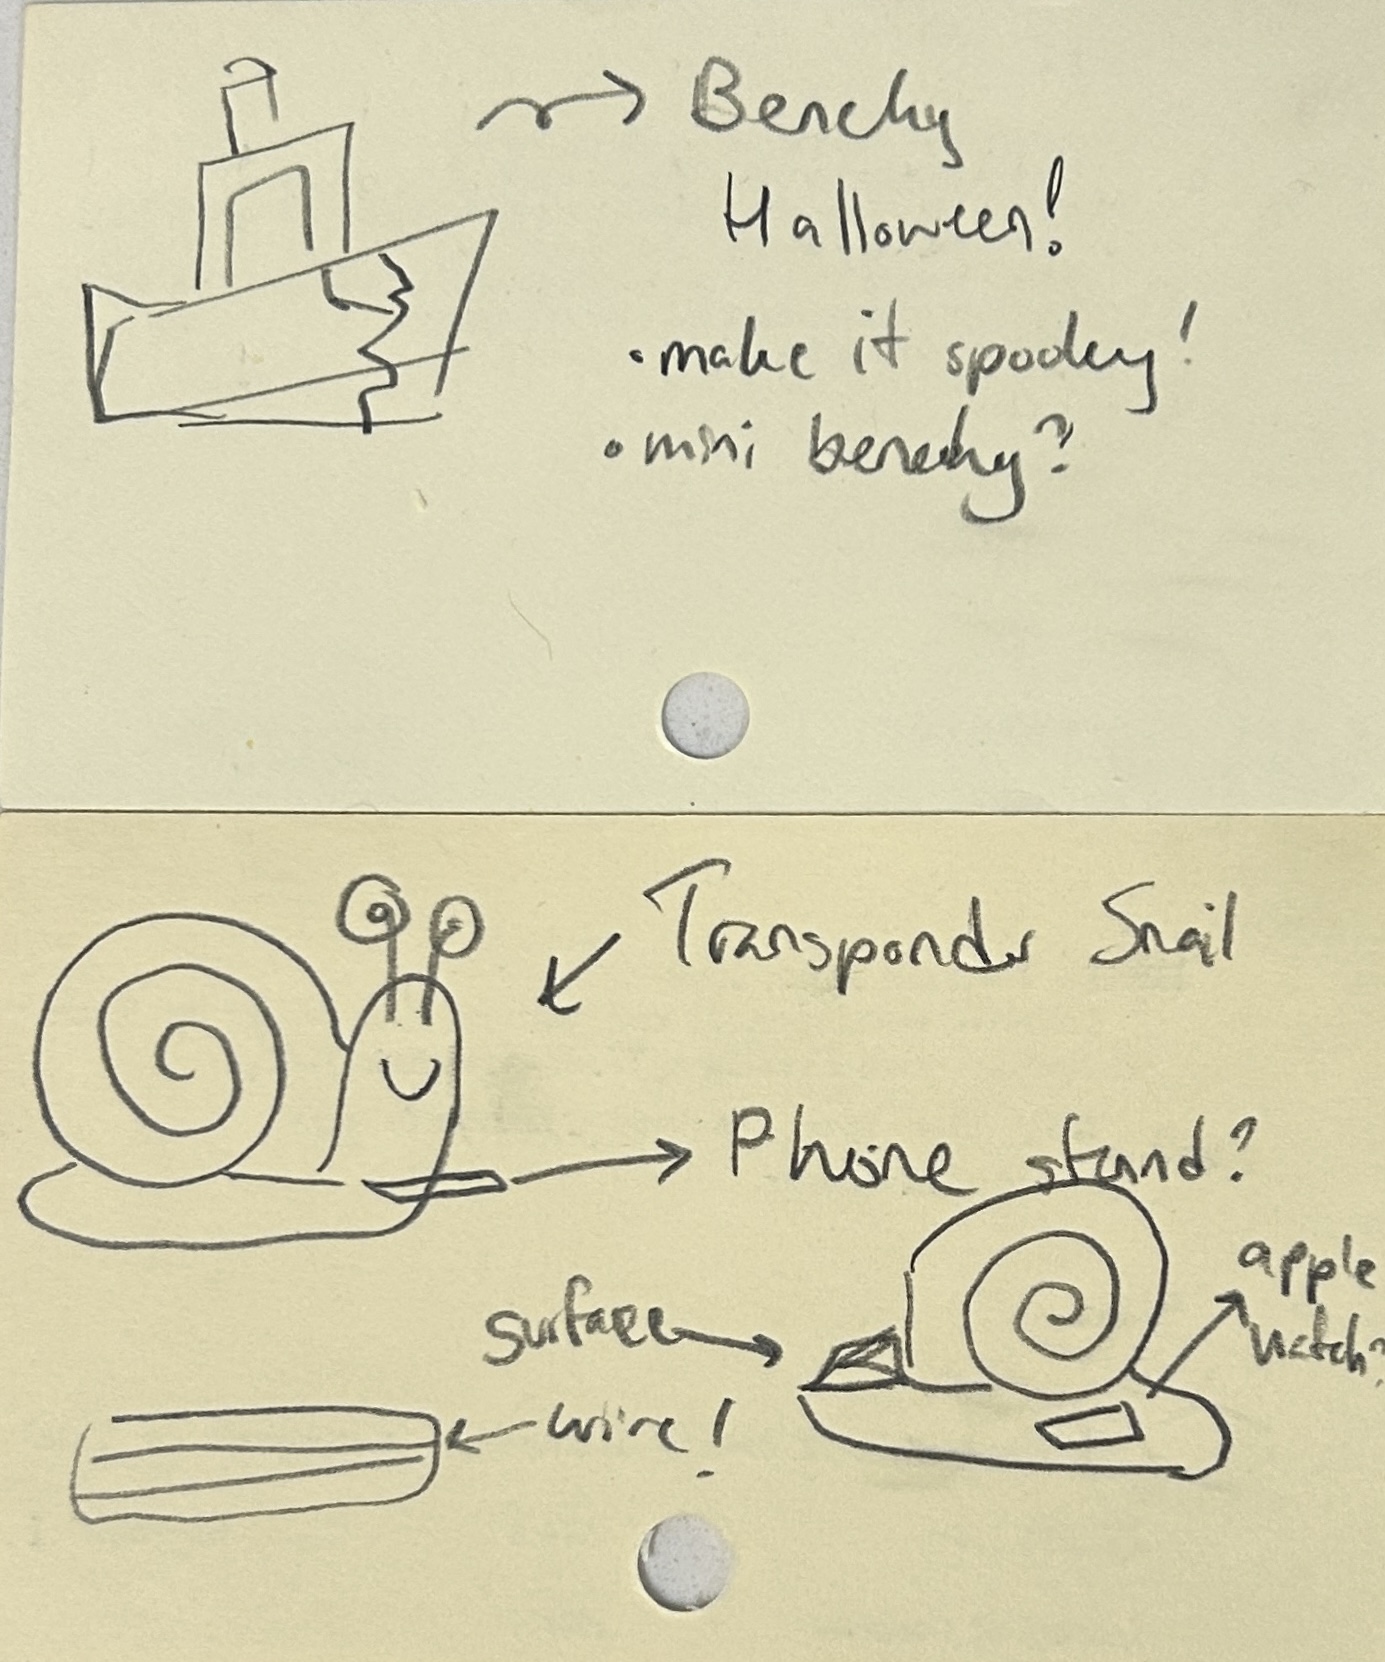 Benchy
Halloween!
• make it spooky!
• mini benchy?
Transponder Snail
Phone stand?
surface
apple
watch?
wire!